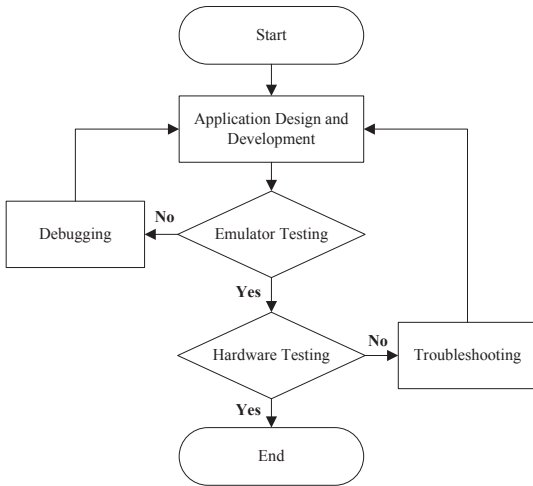 Start
Application Design and
Development
No
Debugging
Emulator Testing
Yes
Hardware Testing
No
Troubleshooting
Yes
End